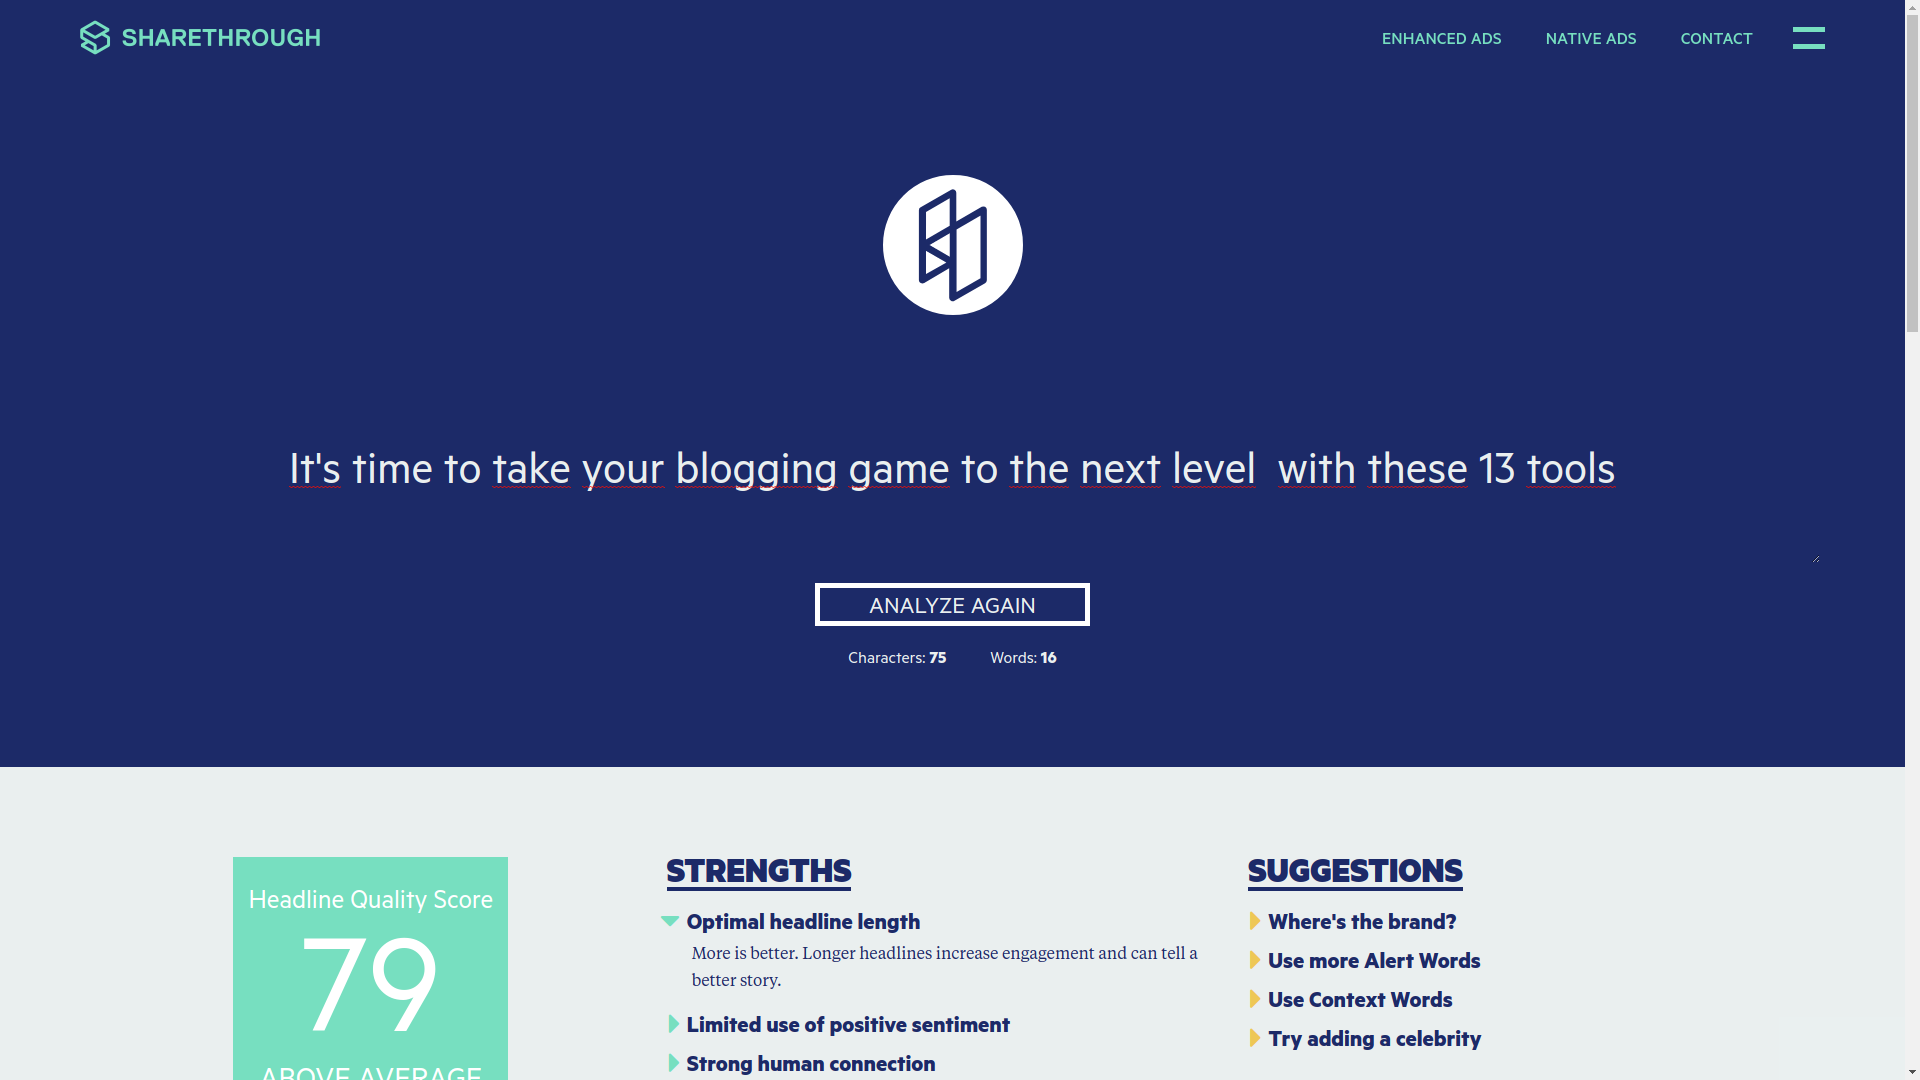 SHARETHROUGH
ENHANCED ADS NATIVE ADS CONTACT
It's time to take your blogging game to the next level  with these 13 tools
ANALYZE AGAIN
Characters: 75 Words: 16
Headline Quality Score
79
ABOVE AVERAGE
STRENGTHS
Optimal headline length
More is better. Longer headlines increase engagement and can tell a
better story.
Limited use of positive sentiment
Strong human connection
SUGGESTIONS
Where's the brand?
Use more Alert Words
Use Context Words
Try adding a celebrity